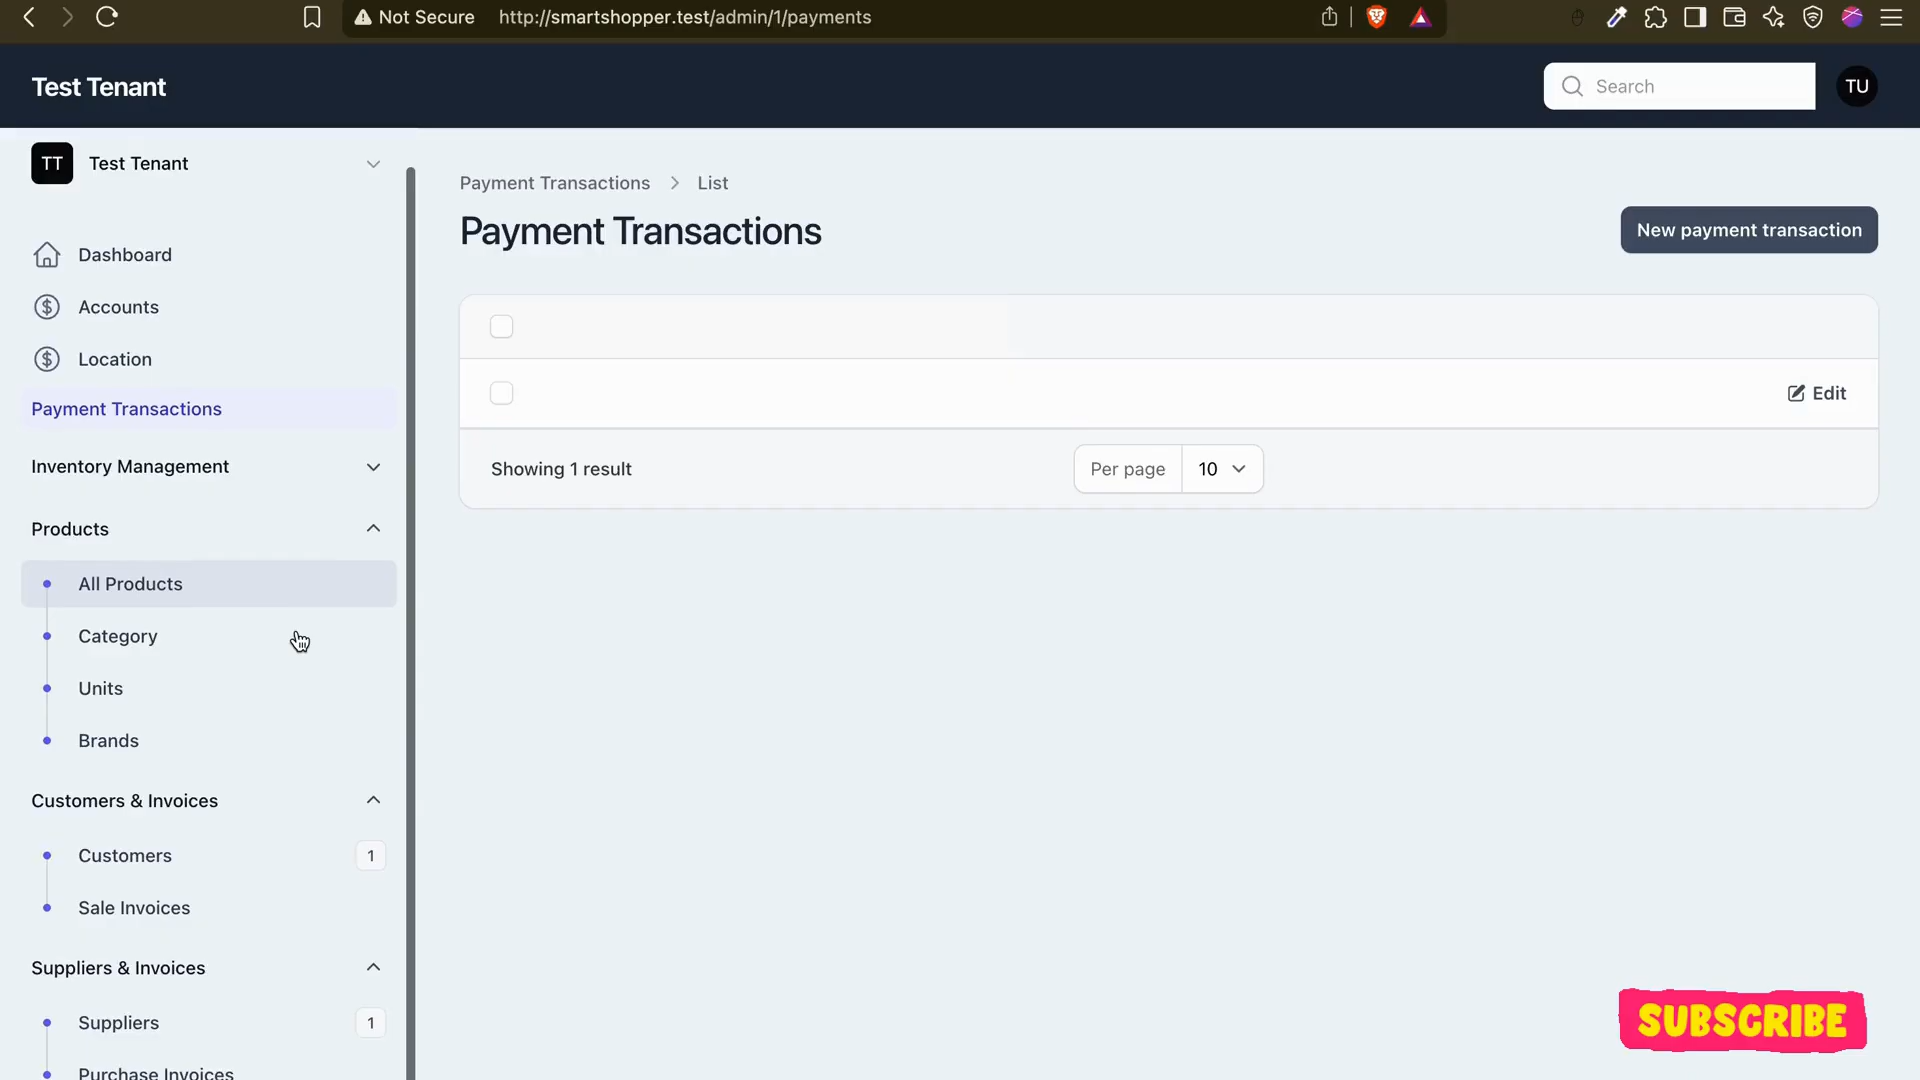 Not Secure http://smartshopper.test/admin/1/payments
Test Tenant
Search
TU
TT Test Tenant
Dashboard
Accounts
Location
Payment Transactions
Inventory Management
Products
All Products
Category
Units
Brands
Customers & Invoices
Customers 1
Sale Invoices
Suppliers & Invoices
Suppliers 1
Purchase Invoices
Payment Transactions > List
Payment Transactions
New payment transaction
Edit
Showing 1 result
Per page 10
SUBSCRIBE